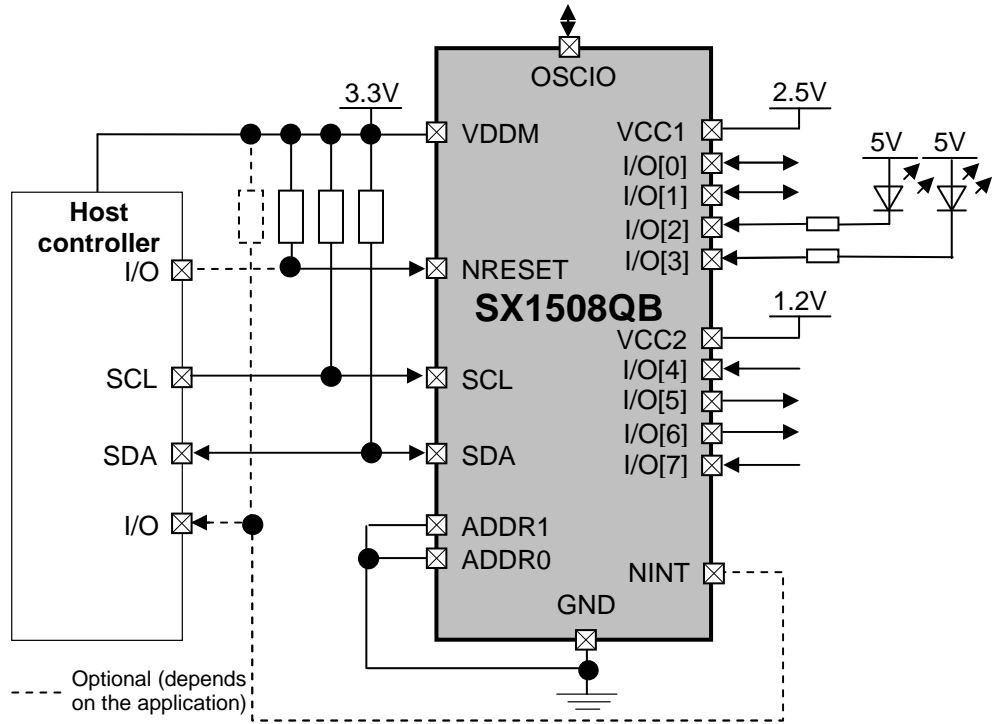 OSCIO
3.3V
VDDM
VCC1
2.5V
I/O[0]
I/O[1]
I/O[2]
I/O[3]
5V
5V
Host
controller
I/O
NRESET
SX1508QB
1.2V
VCC2
SCL
SCL
I/O[4]
I/O[5]
I/O[6]
I/O[7]
SDA
SDA
I/O
ADDR1
ADDR0
NINT
GND
Optional (depends
on the application)